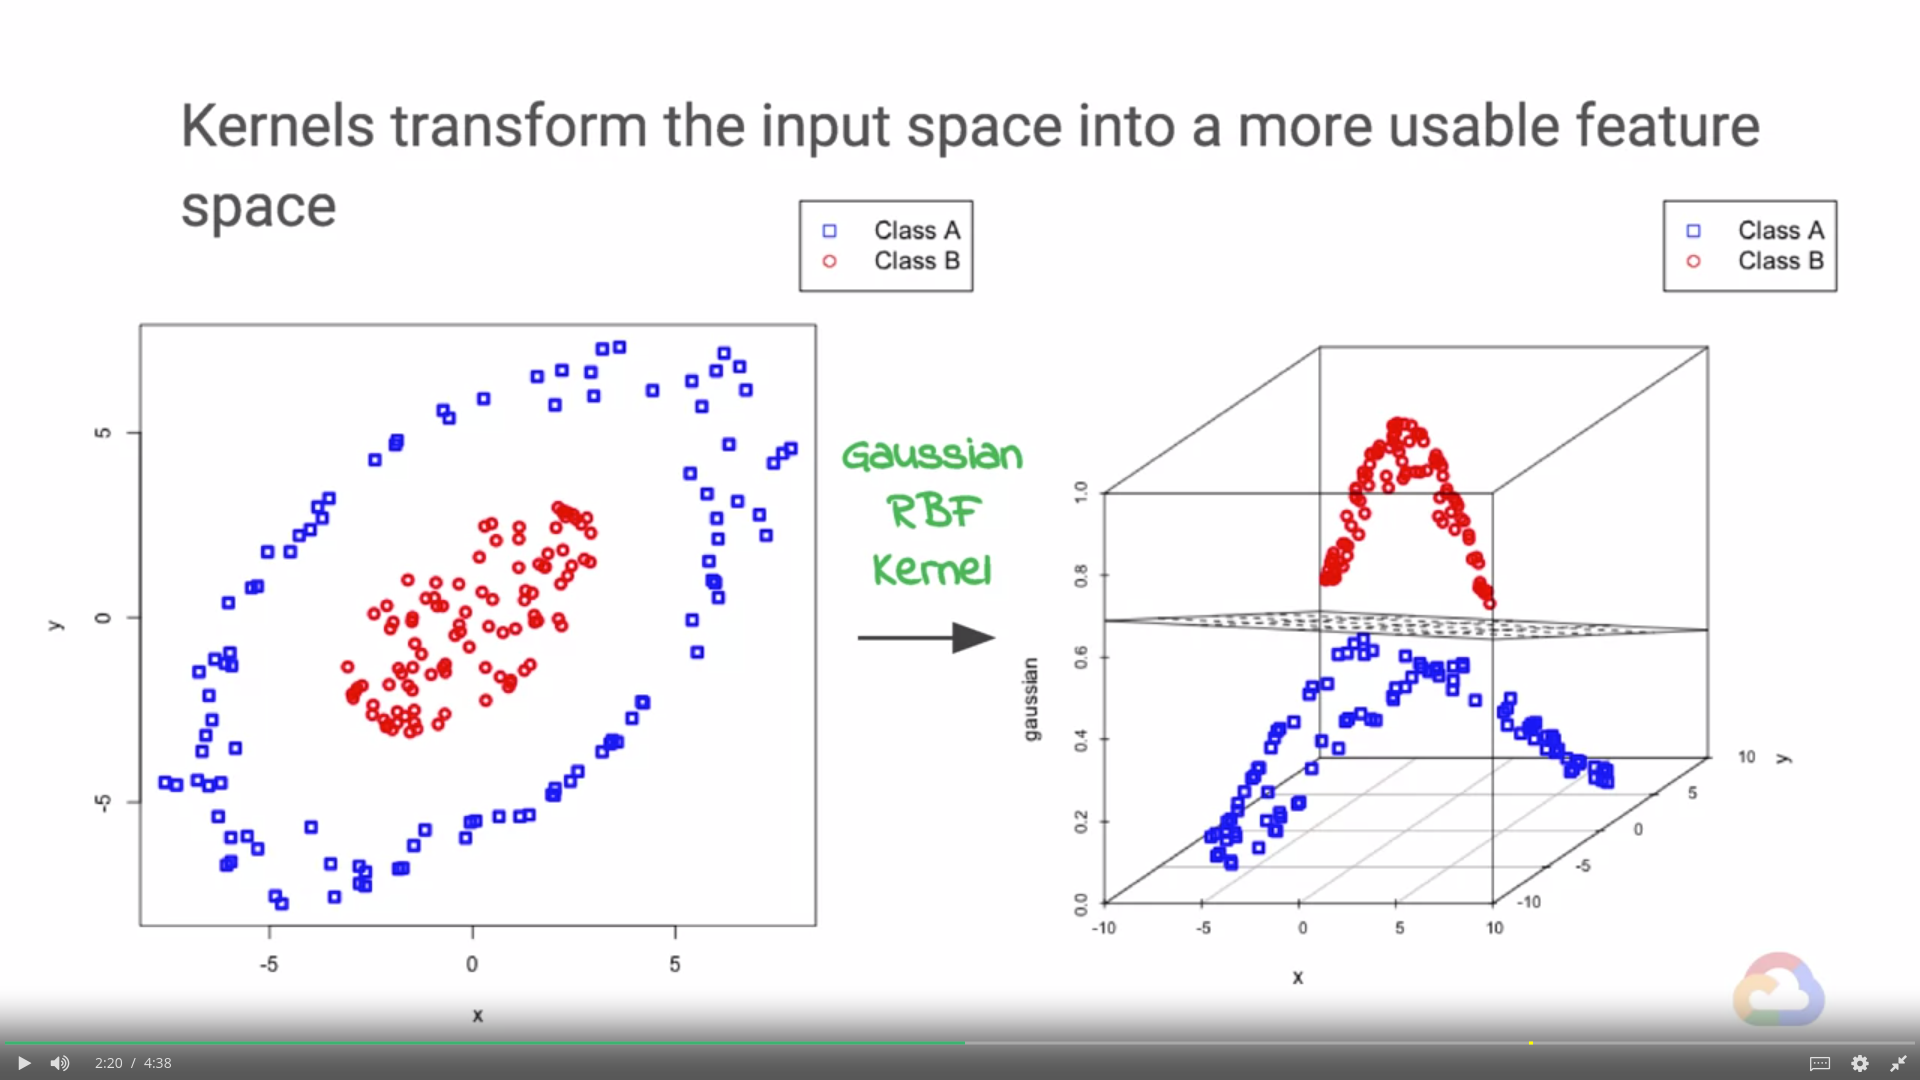 Kernels transform the input space into a more usable feature
space
Class A
Class B
Class A
Class B
5
0
-5
y
-5
0
5
x
Gaussian
RBF
Kernel
1.0
0.8
0.6
0.4
0.2
0.0
gaussian
-10
-5
0
5
10
x
10
5
0
-5
-10
y
2:20 / 4:38